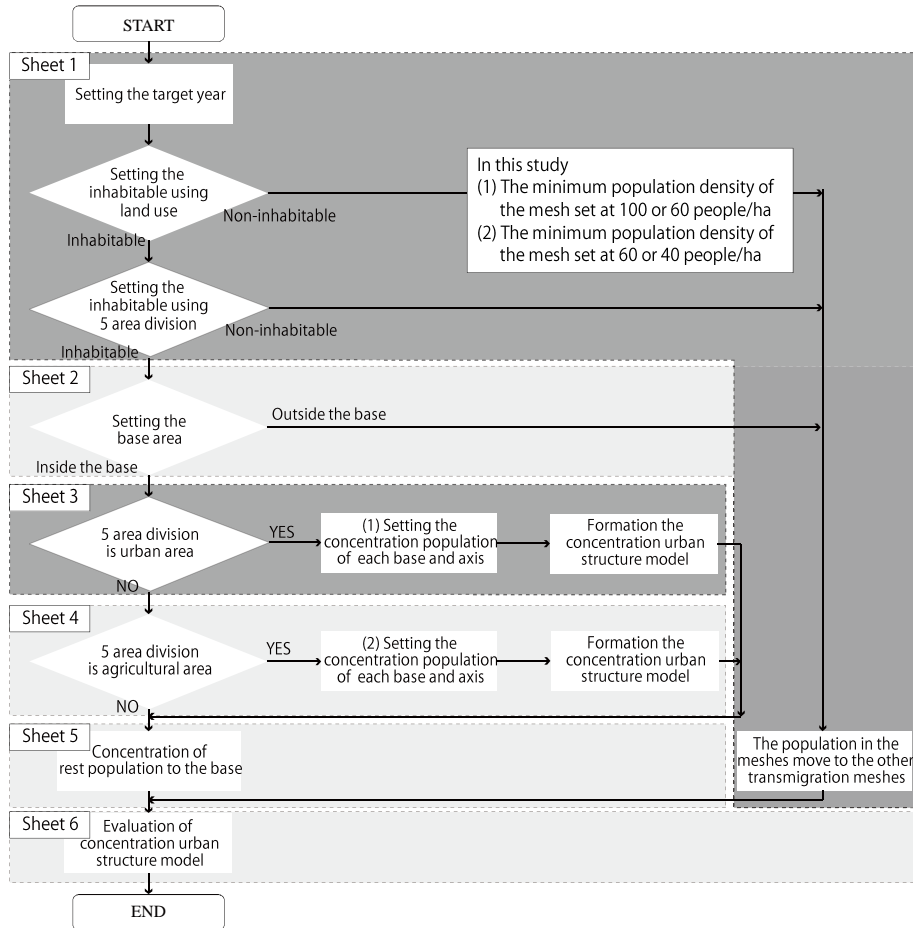 START
Sheet 1
Setting the target year
Setting the
inhabitable using
land use
Non-inhabitable
Inhabitable
In this study
(1) The minimum population density of
the mesh set at 100 or 60 people/ha
(2) The minimum population density of
the mesh set at 60 or 40 people/ha
Setting the
inhabitable using
5 area division
Non-inhabitable
Inhabitable
Sheet 2
Setting the
base area
Outside the base
Inside the base
Sheet 3
5 area division
is urban area
YES
(1) Setting the
concentration population
of each base and axis
Formation the
concentration urban
structure model
NO
Sheet 4
5 area division
is agricultural area
YES
(2) Setting the
concentration population
of each base and axis
Formation the
concentration urban
structure model
NO
Sheet 5
Concentration of
rest population to the base
The population in the
meshes move to the other
transmigration meshes
Sheet 6
Evaluation of
concentration urban
structure model
END